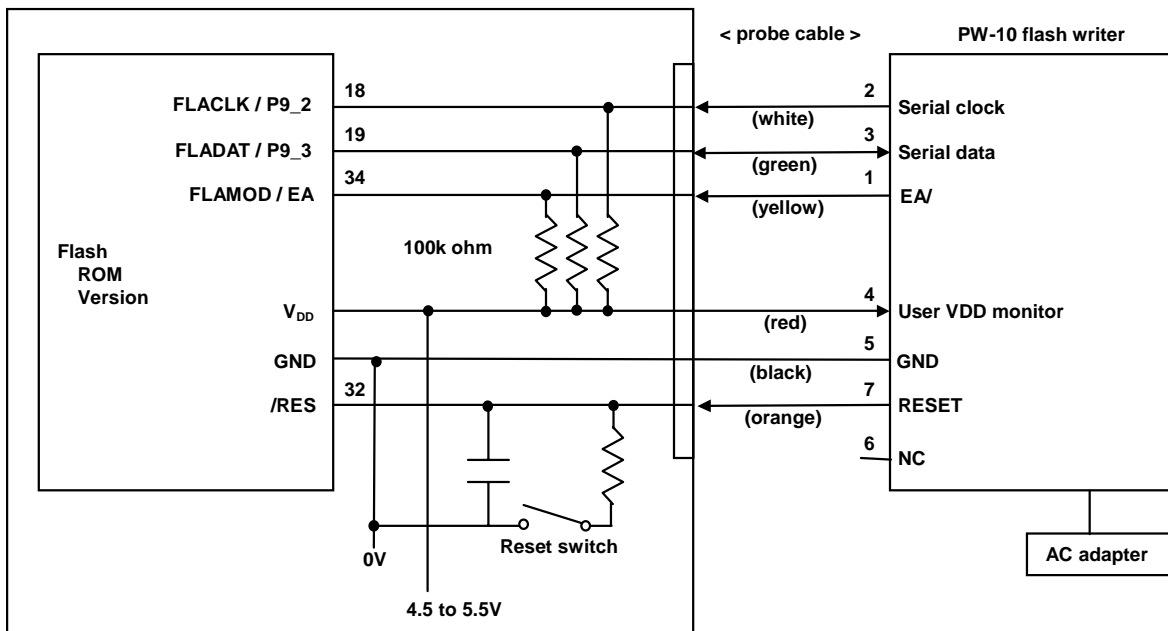 < probe cable >
PW-10 flash writer
FLACLK / P9_2
18
(white)
2
Serial clock
FLADAT / P9_3
19
(green)
3
Serial data
FLAMOD / EA
34
(yellow)
1
EA/
100k ohm
Flash
ROM
Version
VDD
(red)
4
User VDD monitor
GND
(black)
5
GND
/RES
32
(orange)
7
RESET
6
NC
Reset switch
0V
AC adapter
4.5 to 5.5V